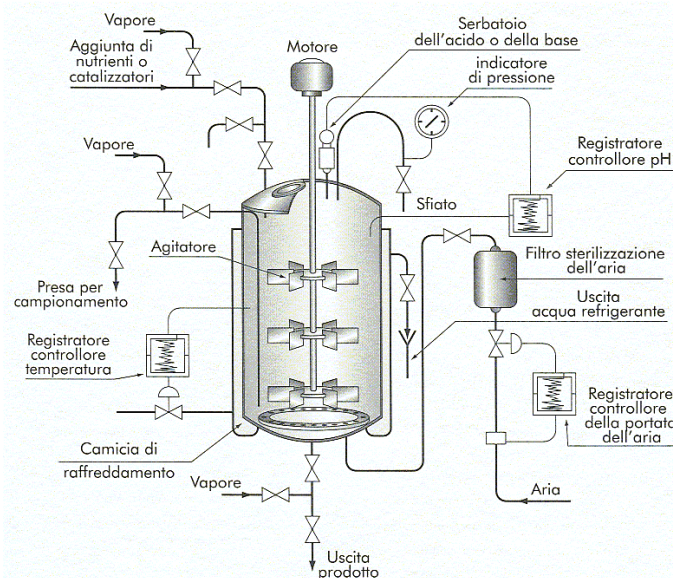 Vapore
Aggiunta di
nutrienti o
catalizzatori
Motore
Serbatoio
dell'acido o della base
indicatore
di pressione
Vapore
Registratore
controllore pH
Sfiato
Agitatore
Filtro sterilizzazione
dell'aria
Presa per
campionamento
Uscita
acqua refrigerante
Registratore
controllore
temperatura
Registratore
controllore
della portata
dell'aria
Camicia di
raffreddamento
Vapore
Aria
Uscita
prodotto